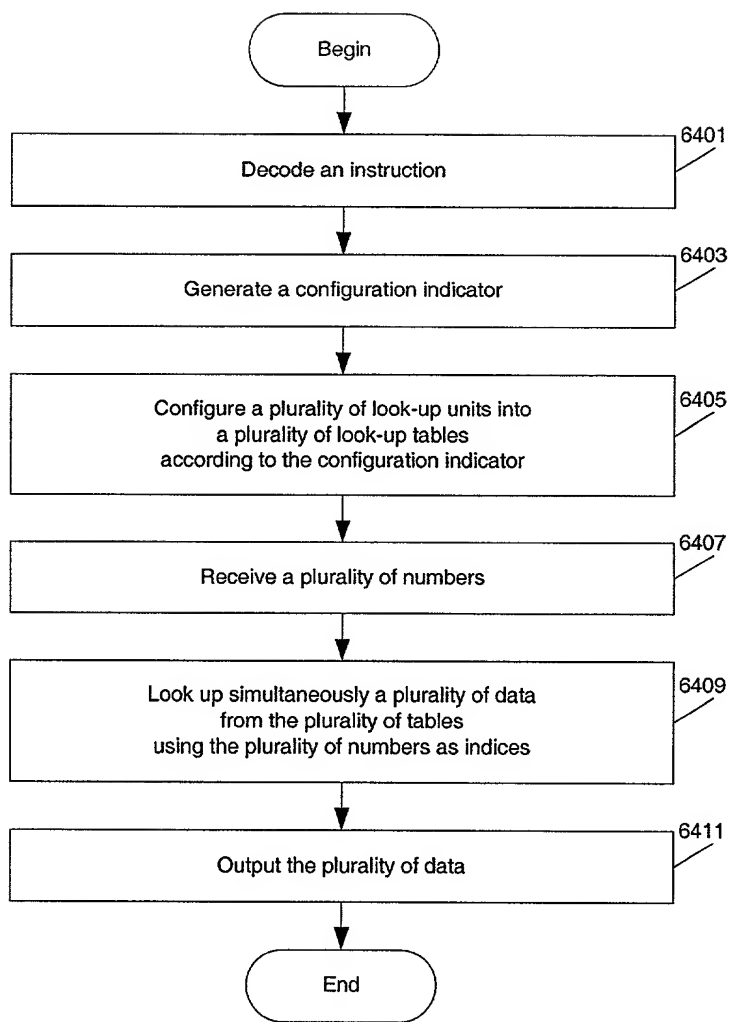 Begin
6401
Decode an instruction
6403
Generate a configuration indicator
6405
Configure a plurality of look-up units into
a plurality of look-up tables
according to the configuration indicator
6407
Receive a plurality of numbers
6409
Look up simultaneously a plurality of data
from the plurality of tables
using the plurality of numbers as indices
6411
Output the plurality of data
End